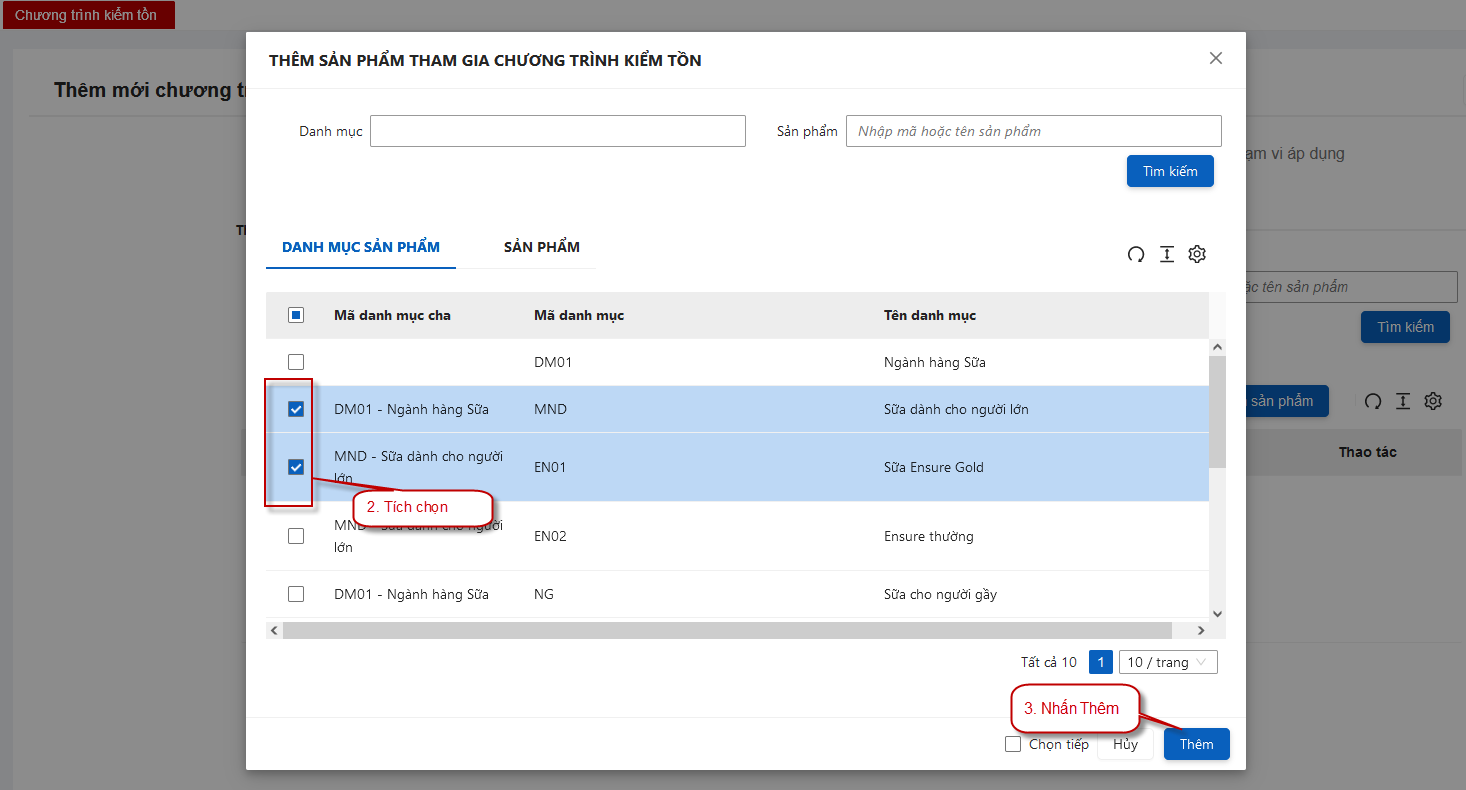 Chương trình kiểm tồn
THÊM SẢN PHẨM THAM GIA CHƯƠNG TRÌNH KIỂM TỒN
Thêm mới chương
Danh mục
Sản phẩm
Nhập mã hoặc tên sản phẩm
vi áp dụng
Tìm kiếm
DANH MỤC SẢN PHẨM
SẢN PHẨM
tên sản phẩm
Tìm kiếm
sản phẩm
Mã danh mục cha
Mã danh mục
Tên danh mục
DM01
Ngành hàng Sữa
DM01 - Ngành hàng Sữa
MND
Sữa dành cho người lớn
Thao tác
MND - Sữa dành cho người
lớn
EN01
Sữa Ensure Gold
2. Tích chọn
MND - Sữa dành cho người
lớn
EN02
Ensure thường
DM01 - Ngành hàng Sữa
NG
Sữa cho người gầy
Tất cả 10
1
10 / trang
3. Nhấn Thêm
Chọn tiếp
Hủy
Thêm